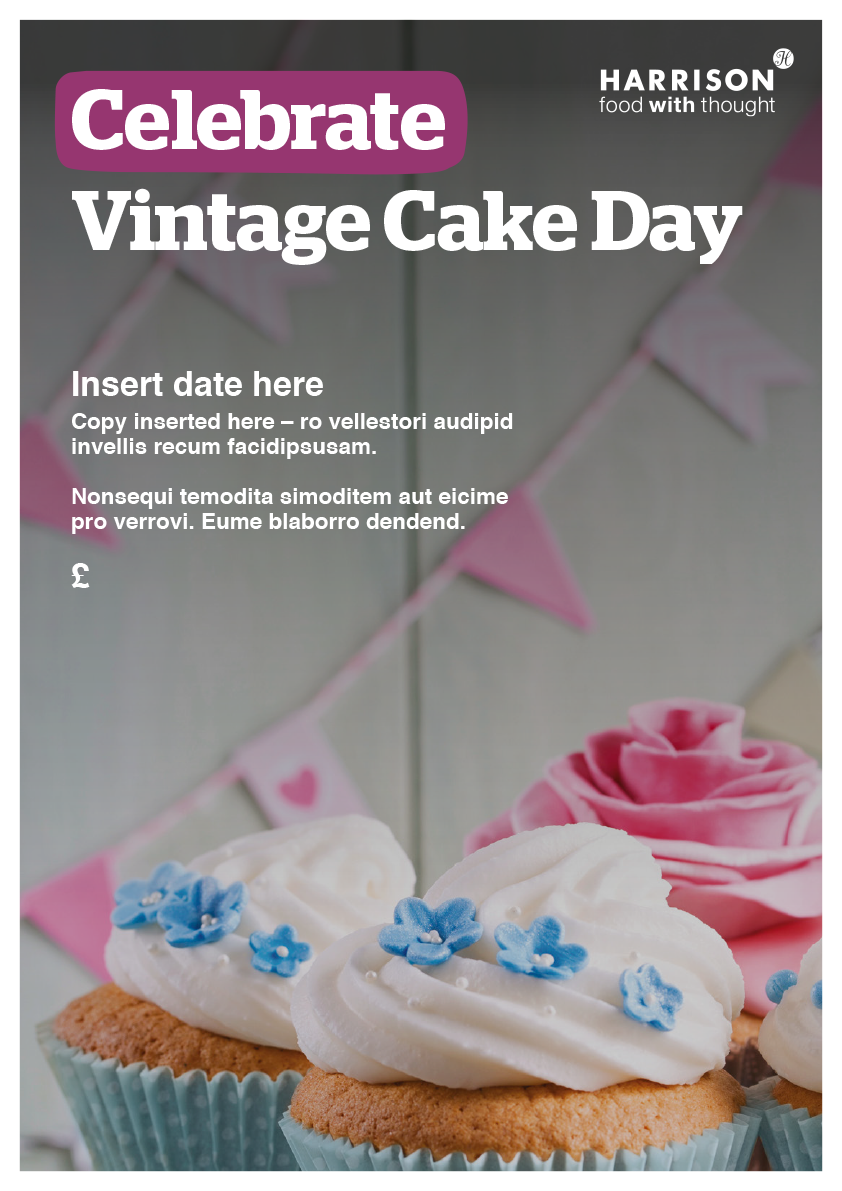 Celebrate
Vintage Cake Day
H
HARRISON
food with thought
Insert date here
Copy inserted here – ro vellestori audipid
invellis recum facidipsusam.
Nonsequi temodita simoditem aut eicime
pro verrovi. Eume blaborro dendend.
£